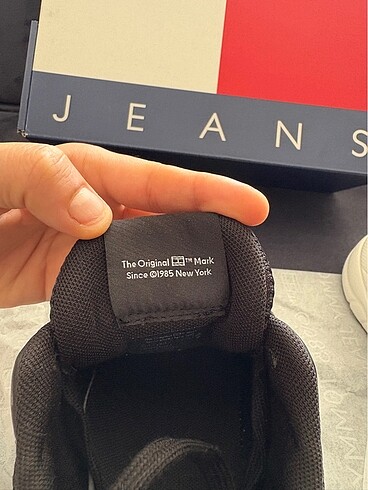 JEANS
The Original ™ Mark
Since ©1985 New York